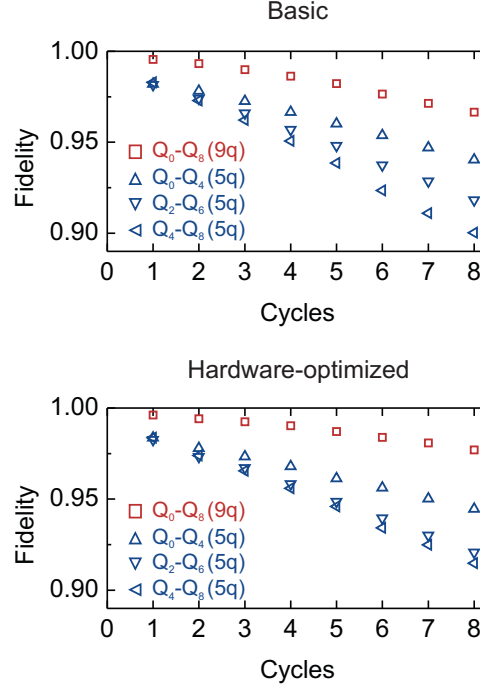 Basic
1.00
0.95
0.90
Fidelity
Q₀-Q₈ (9q)
Q₀-Q₄ (5q)
Q₂-Q₆ (5q)
Q₄-Q₈ (5q)
0 1 2 3 4 5 6 7 8
Cycles
Hardware-optimized
1.00
0.95
0.90
Fidelity
Q₀-Q₈ (9q)
Q₀-Q₄ (5q)
Q₂-Q₆ (5q)
Q₄-Q₈ (5q)
0 1 2 3 4 5 6 7 8
Cycles